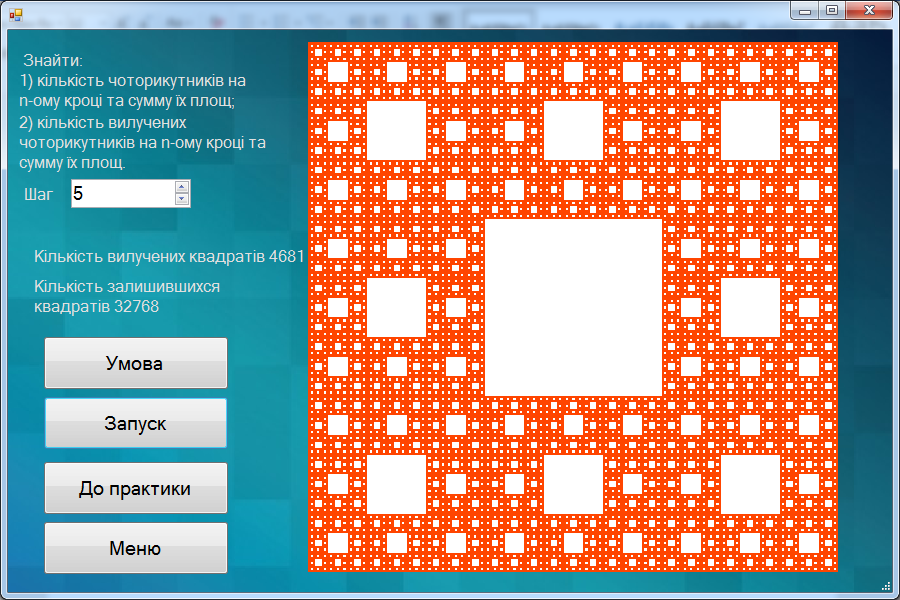 Знайти:
1) кількість чоторикутників на
n-ому кроці та сумму їх площ;
2) кількість вилучених
чоторикутників на n-ому кроці та
сумму їх площ.
Шаг 5
Кількість вилучених квадратів 4681
Кількість залишившихся
квадратів 32768
Умова
Запуск
До практики
Меню